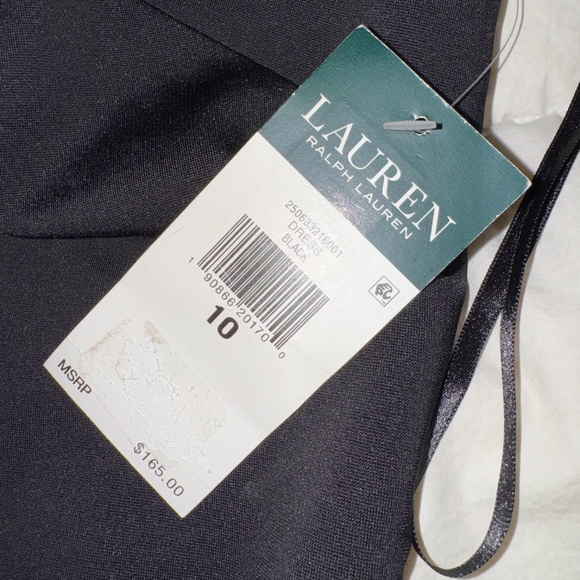 LAUREN
RALPH LAUREN
250633216001
DRESS
BLACK
1 90866 20170 0
10
MSRP
$165.00